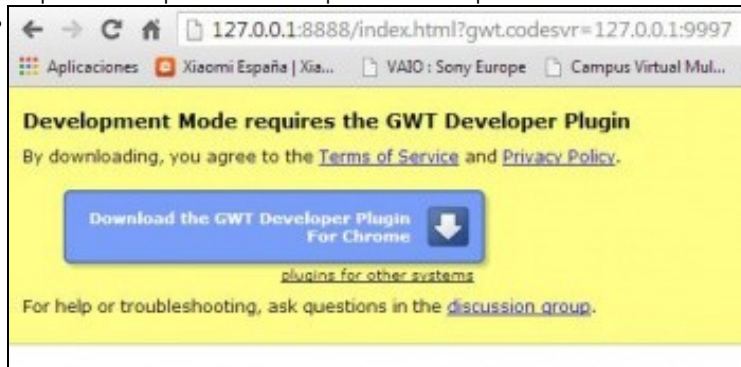 127.0.0.1:8888/index.html?gwt.codesvr=127.0.0.1:9997
Aplicaciones Xiaomi España | Xia... VAIO : Sony Europe Campus Virtual Mul...
Development Mode requires the GWT Developer Plugin
By downloading, you agree to the Terms of Service and Privacy Policy.
Download the GWT Developer Plugin
For Chrome
plugins for other systems
For help or troubleshooting, ask questions in the discussion group.